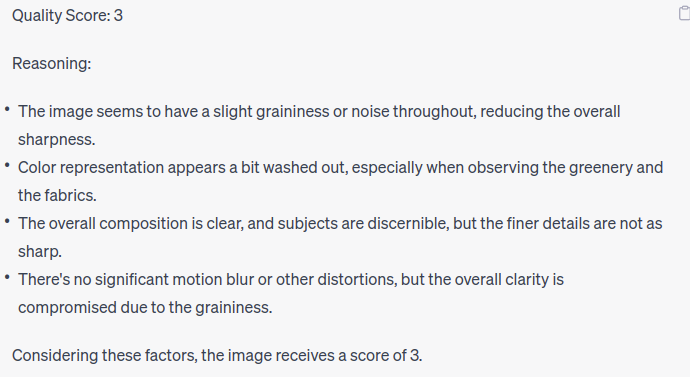 Quality Score: 3
Reasoning:
• The image seems to have a slight graininess or noise throughout, reducing the overall
sharpness.
• Color representation appears a bit washed out, especially when observing the greenery and
the fabrics.
• The overall composition is clear, and subjects are discernible, but the finer details are not as
sharp.
• There's no significant motion blur or other distortions, but the overall clarity is
compromised due to the graininess.
Considering these factors, the image receives a score of 3.